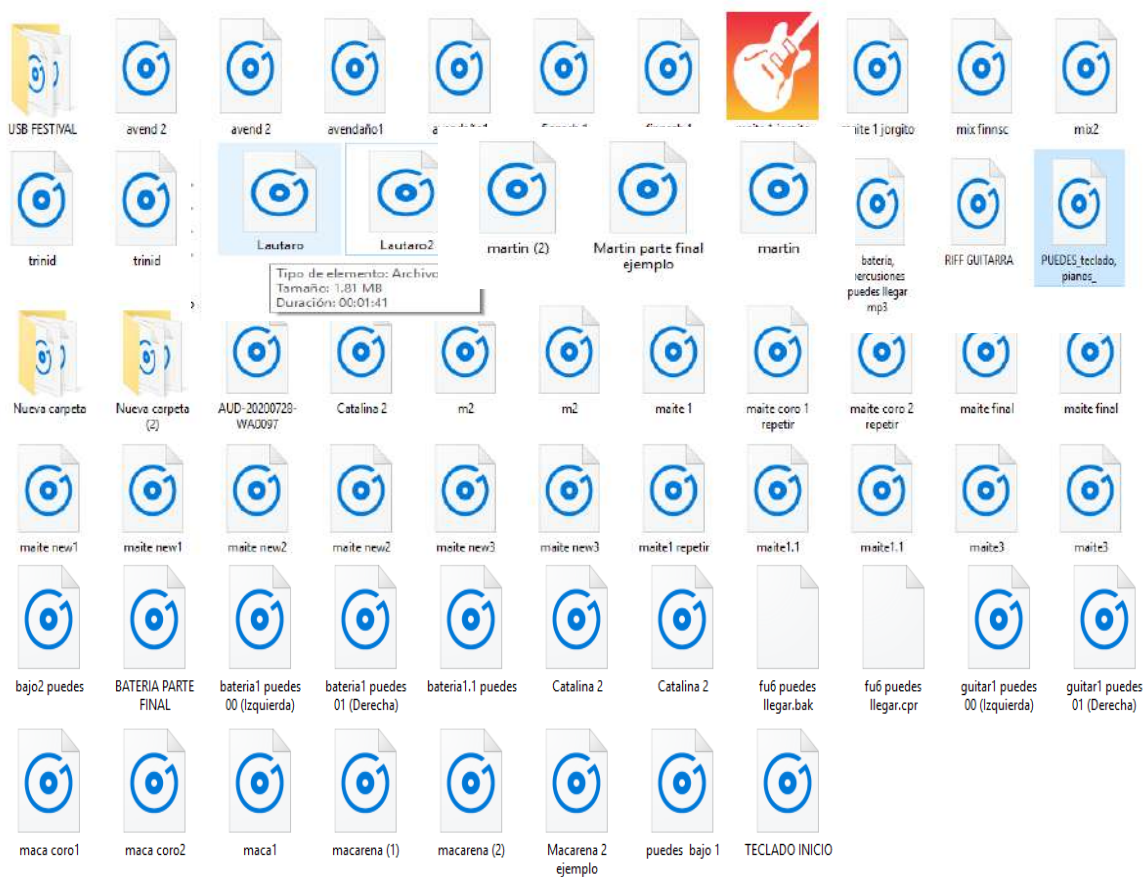 USB FESTIVAL
avend 2
avend 2
avendaño1
maite 1 jorgito
mix finnsc
mix2
trinid
trinid
Lautaro
Lautaro2
Tipo de elemento: Archivo
Tamaño: 1.81 MB
Duración: 00:01:41
martin (2)
Martin parte final
ejemplo
martin
bateria,
percusiones
puedes llegar
mp3
RIFF GUITARRA
PUEDES_teclado,
pianos_
Nueva carpeta
Nueva carpeta
(2)
AUD-20200728-
WA0097
Catalina 2
m2
m2
maite 1
maite coro 1
repetir
maite coro 2
repetir
maite final
maite final
maite new1
maite new1
maite new2
maite new2
maite new3
maite new3
maite1 repetir
maite1.1
maite1.1
maite3
maite3
bajo2 puedes
BATERIA PARTE
FINAL
bateria1 puedes
00 (Izquierda)
bateria1 puedes
01 (Derecha)
bateria1.1 puedes
Catalina 2
Catalina 2
fu6 puedes
llegar.bak
fu6 puedes
llegar.cpr
guitar1 puedes
00 (Izquierda)
guitar1 puedes
01 (Derecha)
maca coro1
maca coro2
maca1
macarena (1)
macarena (2)
Macarena 2
ejemplo
puedes bajo 1
TECLADO INICIO